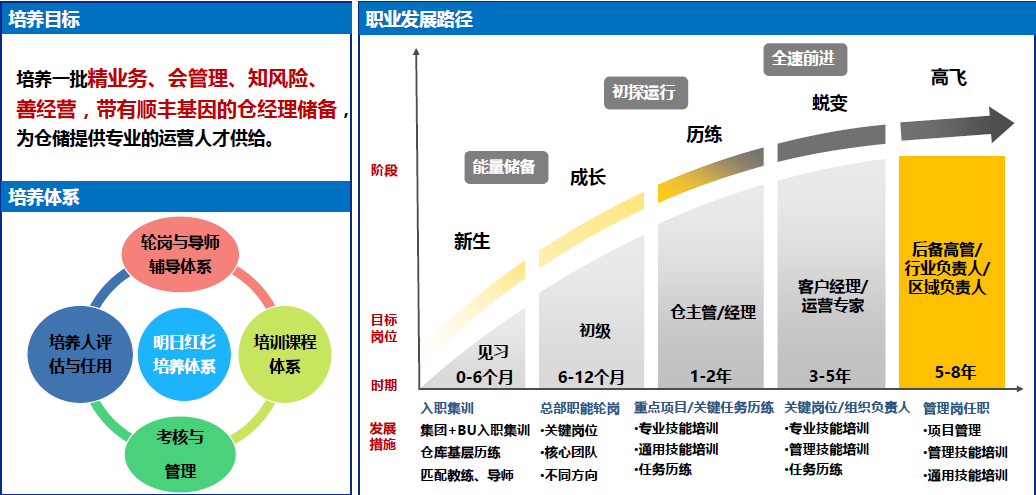 培养目标
培养一批精业务、会管理、知风险、
善经营，带有顺丰基因的仓经理储备，
为仓储提供专业的运营人才供给。
培养体系
轮岗与导师
辅导体系
培养人评
估与任用
明日红杉
培养体系
培训课程
体系
考核与
管理
职业发展路径
全速前进
初探运行
能量储备
高飞
蜕变
历练
成长
新生
阶段
目标
岗位
时期
见习
0-6个月
初级
6-12个月
仓主管/经理
1-2年
客户经理/
运营专家
3-5年
后备高管/
行业负责人/
区域负责人
5-8年
发展
措施
入职集训
集团+BU入职集训
仓库基层历练
匹配教练、导师
总部职能轮岗
•关键岗位
•核心团队
•不同方向
重点项目/关键任务历练
•专业技能培训
•通用技能培训
•任务历练
关键岗位/组织负责人
•专业技能培训
•管理技能培训
•任务历练
管理岗任职
•项目管理
•管理技能培训
•通用技能培训